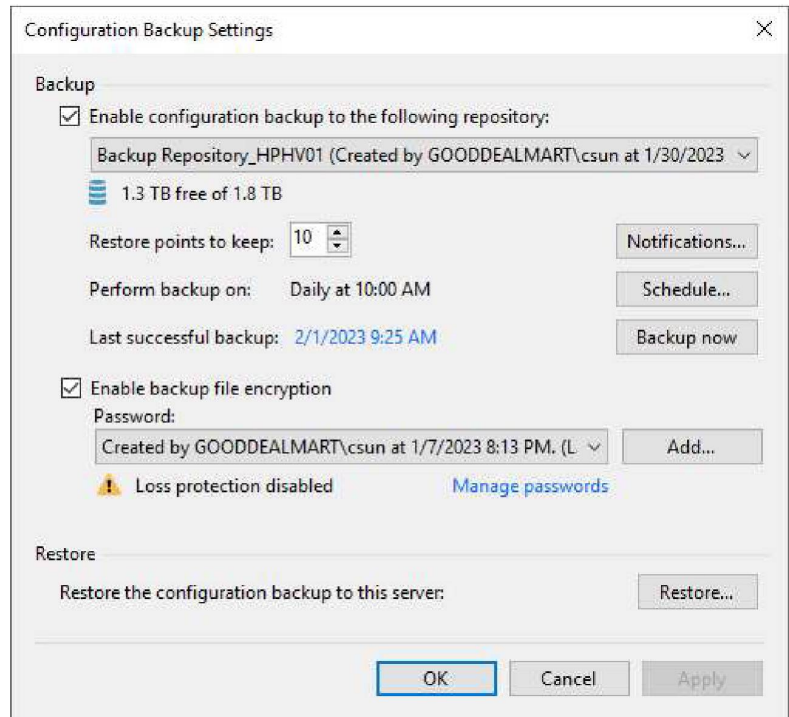 Configuration Backup Settings
Backup
Enable configuration backup to the following repository:
Backup Repository_HPHV01 (Created by GOODDEALMART\csun at 1/30/2023
1.3 TB free of 1.8 TB
Restore points to keep: 10 Notifications...
Perform backup on: Daily at 10:00 AM Schedule...
Last successful backup: 2/1/2023 9:25 AM Backup now
Enable backup file encryption
Password:
Created by GOODDEALMART\csun at 1/7/2023 8:13 PM. (L Add...
Loss protection disabled Manage passwords
Restore
Restore the configuration backup to this server: Restore...
OK Cancel Apply